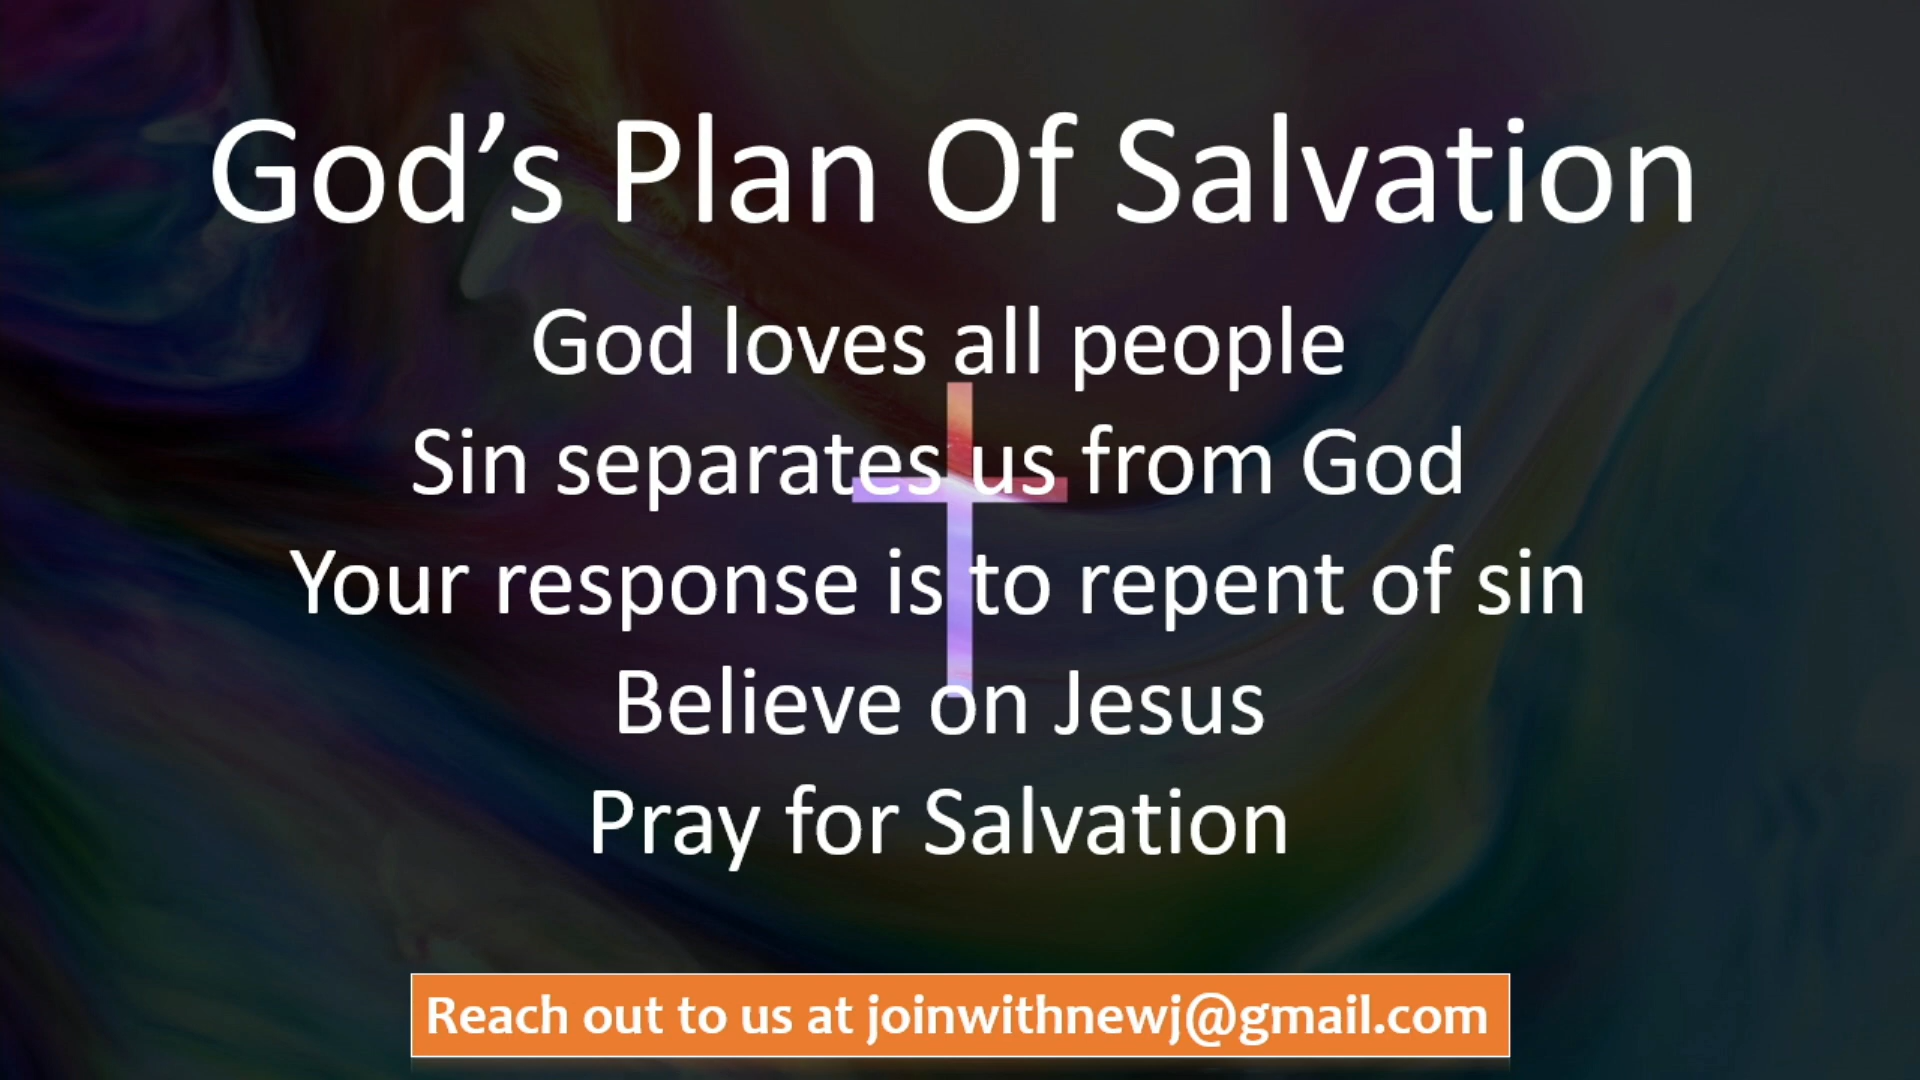 God’s Plan Of Salvation
God loves all people
Sin separates us from God
Your response is to repent of sin
Believe on Jesus
Pray for Salvation
Reach out to us at joinwithnewj@gmail.com